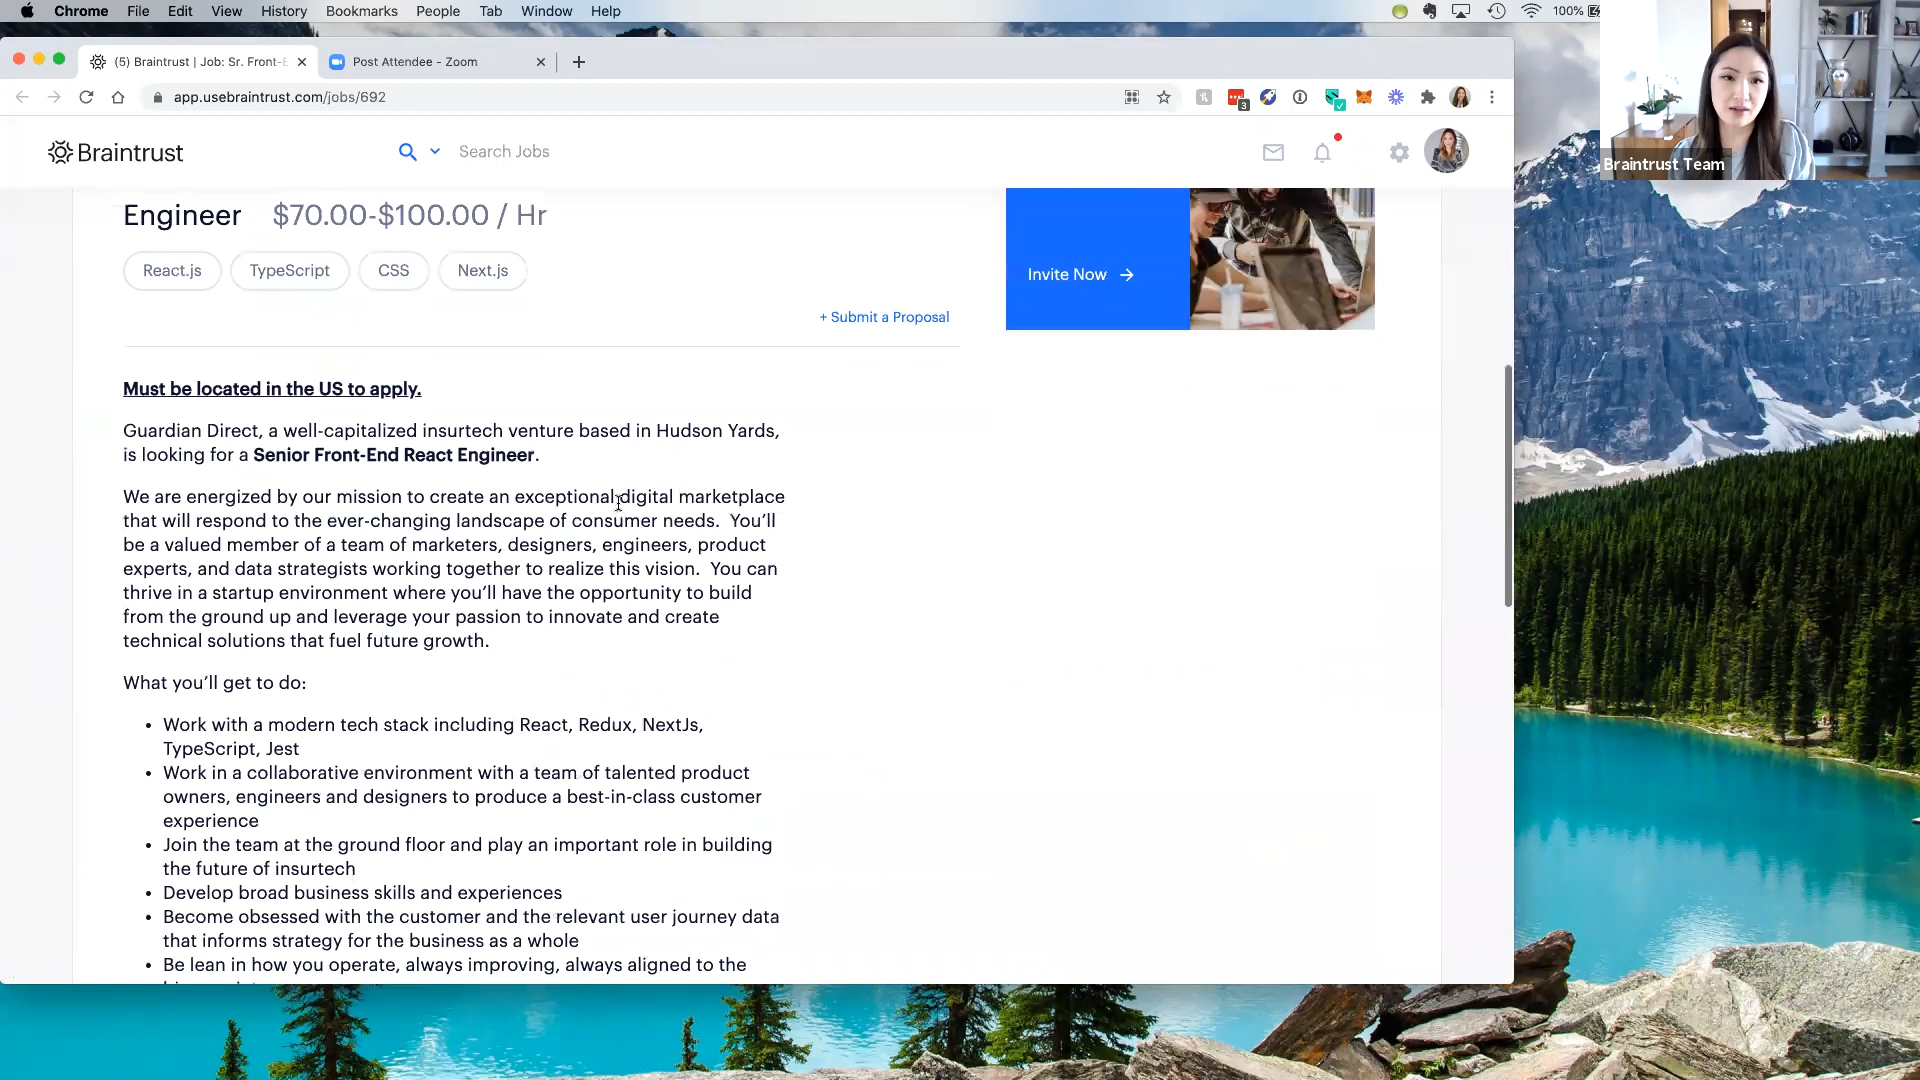 Chrome File Edit View History Bookmarks People Tab Window Help 100%
(5) Braintrust | Job: Sr. Front-E
Post Attendee - Zoom
app.usebraintrust.com/jobs/692
3
Braintrust
Search Jobs
Braintrust Team
Engineer $70.00-$100.00 / Hr
React.js TypeScript CSS Next.js
Invite Now →
+ Submit a Proposal
Must be located in the US to apply.
Guardian Direct, a well-capitalized insurtech venture based in Hudson Yards,
is looking for a Senior Front-End React Engineer.
We are energized by our mission to create an exceptional digital marketplace
that will respond to the ever-changing landscape of consumer needs. You’ll
be a valued member of a team of marketers, designers, engineers, product
experts, and data strategists working together to realize this vision. You can
thrive in a startup environment where you’ll have the opportunity to build
from the ground up and leverage your passion to innovate and create
technical solutions that fuel future growth.
What you’ll get to do:
• Work with a modern tech stack including React, Redux, NextJs,
TypeScript, Jest
• Work in a collaborative environment with a team of talented product
owners, engineers and designers to produce a best-in-class customer
experience
• Join the team at the ground floor and play an important role in building
the future of insurtech
• Develop broad business skills and experiences
• Become obsessed with the customer and the relevant user journey data
that informs strategy for the business as a whole
• Be lean in how you operate, always improving, always aligned to the